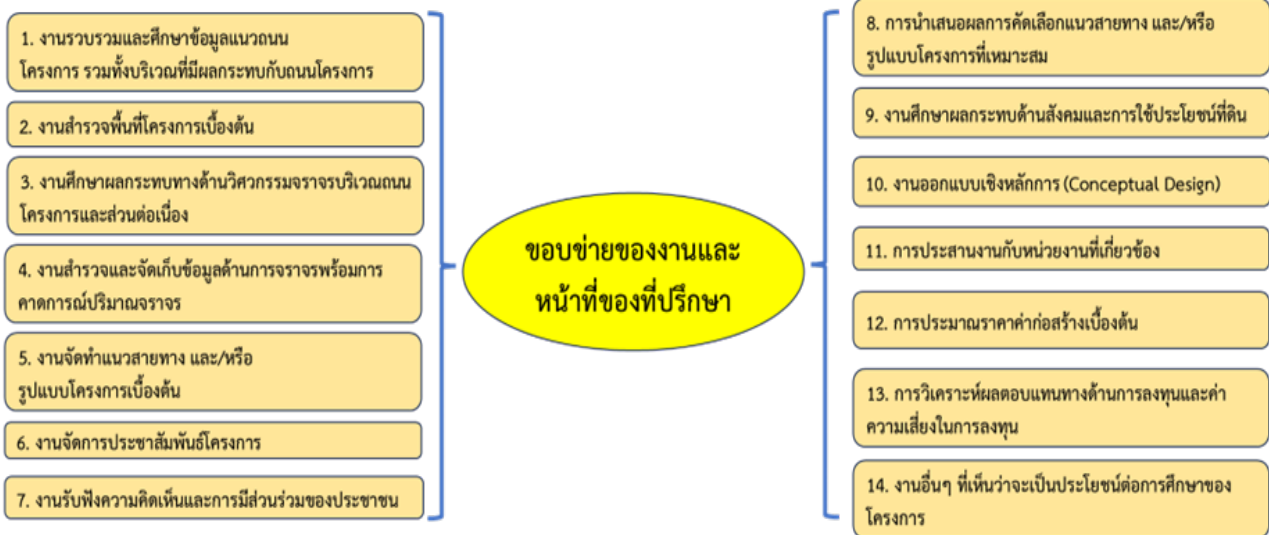 1. งานรวบรวมและศึกษาข้อมูลแนวถนน
โครงการ รวมทั้งบริเวณที่มีผลกระทบกับถนนโครงการ
2. งานสำรวจพื้นที่โครงการเบื้องต้น
3. งานศึกษาผลกระทบทางด้านวิศวกรรมจราจรบริเวณถนน
โครงการและส่วนต่อเนื่อง
4. งานสำรวจและจัดเก็บข้อมูลด้านการจราจรพร้อมการ
คาดการณ์ปริมาณจราจร
5. งานจัดทำแนวสายทาง และ/หรือ
รูปแบบโครงการเบื้องต้น
6. งานจัดการประชาสัมพันธ์โครงการ
7. งานรับฟังความคิดเห็นและการมีส่วนร่วมของประชาชน
ขอบข่ายของงานและ
หน้าที่ของที่ปรึกษา
8. การนำเสนอผลการคัดเลือกแนวสายทาง และ/หรือ
รูปแบบโครงการที่เหมาะสม
9. งานศึกษาผลกระทบด้านสังคมและการใช้ประโยชน์ที่ดิน
10. งานออกแบบเชิงหลักการ (Conceptual Design)
11. การประสานงานกับหน่วยงานที่เกี่ยวข้อง
12. การประมาณราคาค่าก่อสร้างเบื้องต้น
13. การวิเคราะห์ผลตอบแทนทางด้านการลงทุนและค่า
ความเสี่ยงในการลงทุน
14. งานอื่นๆ ที่เห็นว่าจะเป็นประโยชน์ต่อการศึกษาของ
โครงการ